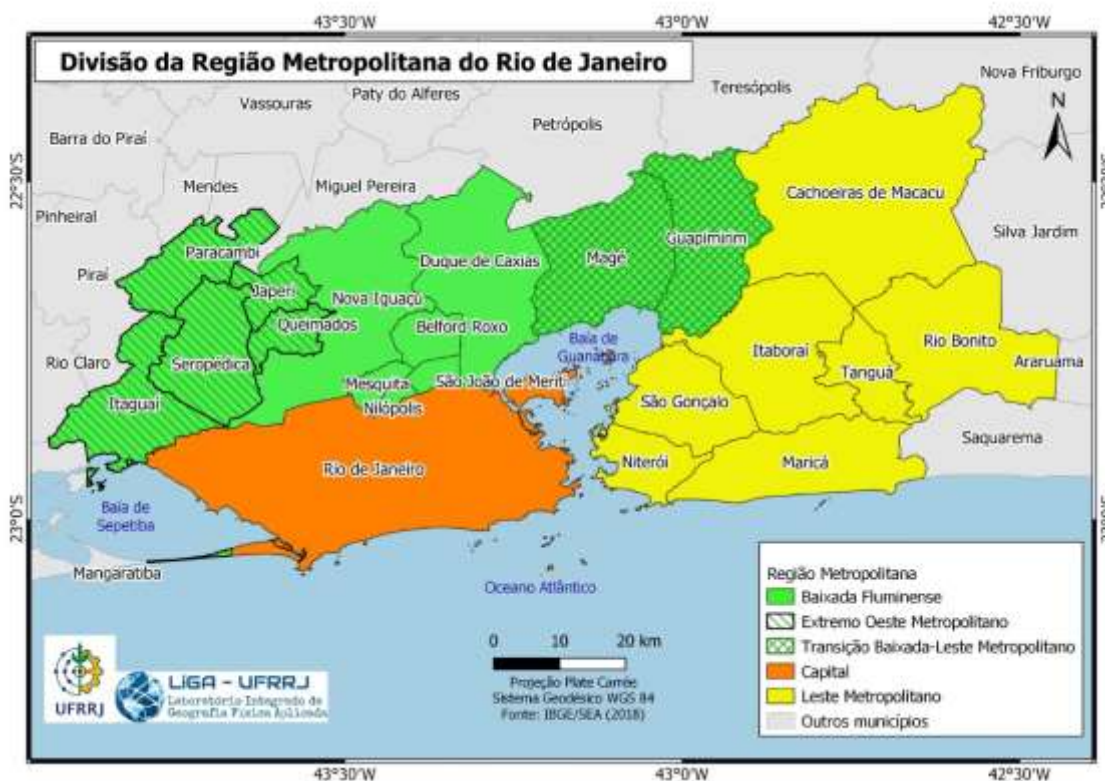 43°30'W 43°0'W 42°30'W
Divisão da Região Metropolitana do Rio de Janeiro
Nova Friburgo
Teresópolis
Paty do Alferes
Vassouras
N
Petrópolis
Barra do Piraí
22°30'S
Mendes
Miguel Pereira
Cachoeiras de Macacu
Pinheiral
Silva Jardim
Paracambi
Guapimirim
Magé
Duque de Caxias
Piraí
Japeri
Nova Iguaçu
Queimados
Belford Roxo
Baía de
Guanabara
Rio Bonito
Itaboraí
Rio Claro
Seropédica
Araruama
Tanguá
Mesquita
São João de Meriti
Itaguaí
São Gonçalo
Nilópolis
Saquarema
Rio de Janeiro
Niterói
Maricá
Baía de
Sepetiba
23°0'S
Mangaratiba
Oceano Atlântico
Região Metropolitana
Baixada Fluminense
Extremo Oeste Metropolitano
Transição Baixada-Leste Metropolitano
Capital
Leste Metropolitano
Outros municípios
0 10 20 km
Projeção Plate Carrée
Sistema Geodésico WGS 84
Fonte: IBGE/SEA (2018)
UFRRJ
LiGA - UFRRJ
Laboratório Integrado de
Geografia Física Aplicada
43°30'W 43°0'W 42°30'W